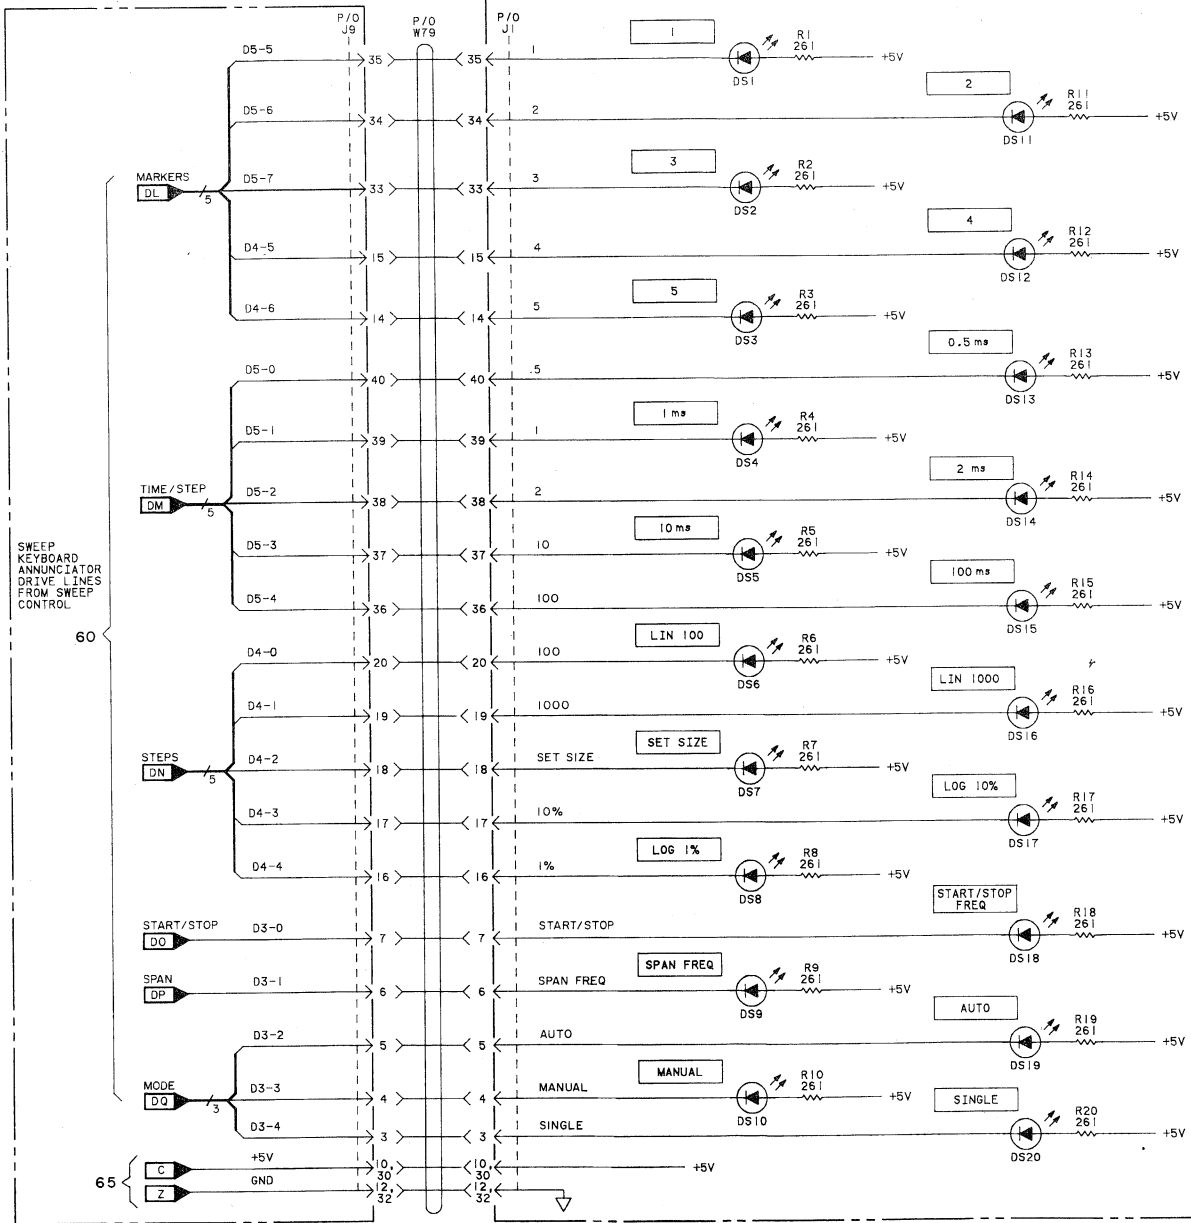 P/O
J9
P/O
W79
P/O
J1
D5-5
35
35
1
1
DS1
R1
261
+5V
D5-6
34
34
2
2
DS11
R11
261
+5V
MARKERS
DL
5
D5-7
33
33
3
3
DS2
R2
261
+5V
D4-5
15
15
4
4
DS12
R12
261
+5V
D4-6
14
14
5
5
DS3
R3
261
+5V
D5-0
40
40
.5
0.5 ms
DS13
R13
261
+5V
D5-1
39
39
1
1 ms
DS4
R4
261
+5V
TIME/STEP
DM
5
D5-2
38
38
2
2 ms
DS14
R14
261
+5V
D5-3
37
37
10
10 ms
DS5
R5
261
+5V
SWEEP
KEYBOARD
ANNUNCIATOR
DRIVE LINES
FROM SWEEP
CONTROL
60
D5-4
36
36
100
100 ms
DS15
R15
261
+5V
D4-0
20
20
100
LIN 100
DS6
R6
261
+5V
D4-1
19
19
1000
LIN 1000
DS16
R16
261
+5V
STEPS
DN
5
D4-2
18
18
SET SIZE
SET SIZE
DS7
R7
261
+5V
D4-3
17
17
10%
LOG 10%
DS17
R17
261
+5V
D4-4
16
16
1%
LOG 1%
DS8
R8
261
+5V
START/STOP
DO
D3-0
7
7
START/STOP
START/STOP
FREQ
DS18
R18
261
+5V
SPAN
DP
D3-1
6
6
SPAN FREQ
SPAN FREQ
DS9
R9
261
+5V
D3-2
5
5
AUTO
AUTO
DS19
R19
261
+5V
MODE
DQ
3
D3-3
4
4
MANUAL
MANUAL
DS10
R10
261
+5V
D3-4
3
3
SINGLE
SINGLE
DS20
R20
261
+5V
65
C
+5V
10,
30
10,
30
+5V
Z
GND
12,
32
12,
32